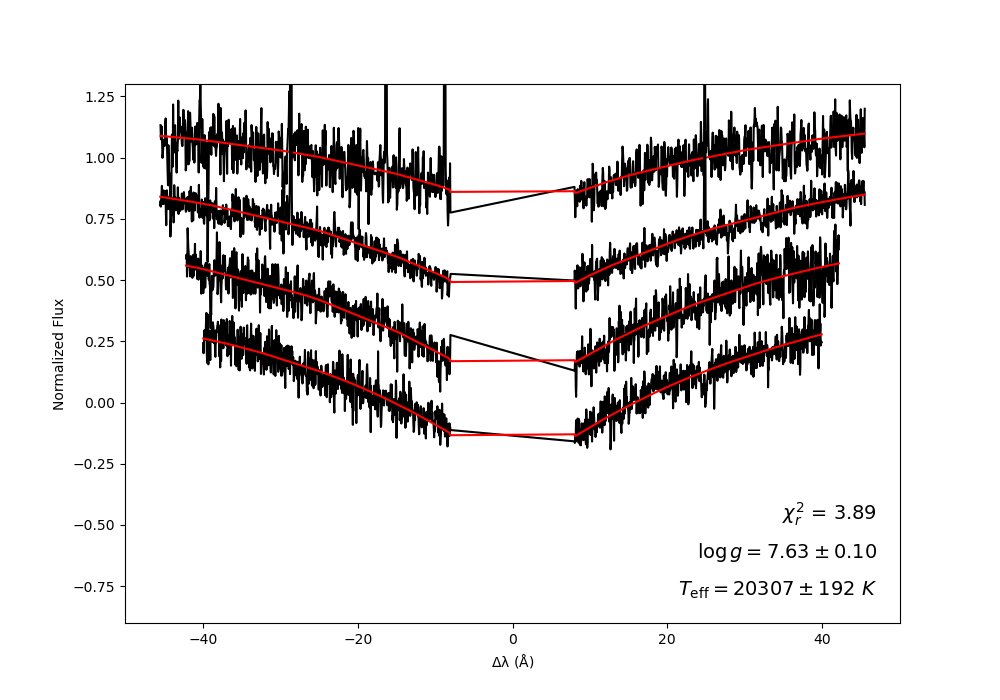 1.25
1.00
0.75
0.50
0.25
0.00
−0.25
−0.50
−0.75
Normalized Flux
χ²ᵣ = 3.89
log g = 7.63 ± 0.10
T_eff = 20307 ± 192 K
−40 −20 0 20 40
Δλ (Å)